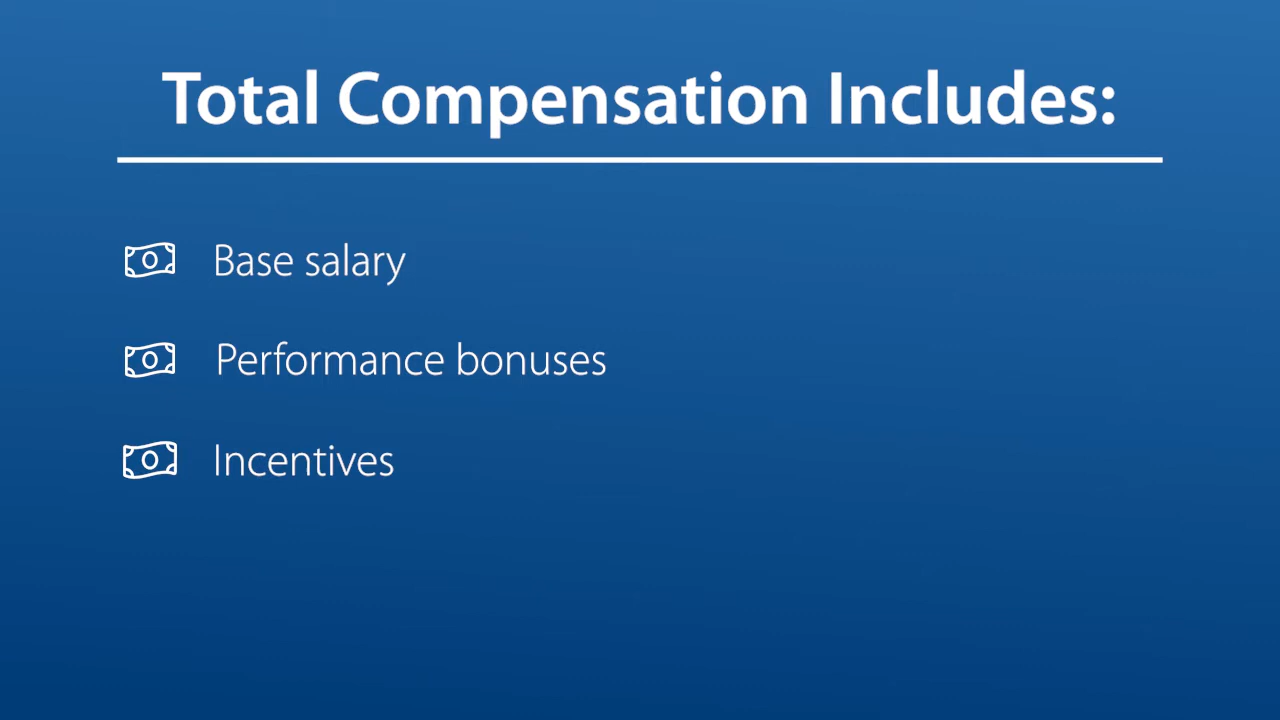 Total Compensation Includes:
Base salary
Performance bonuses
Incentives